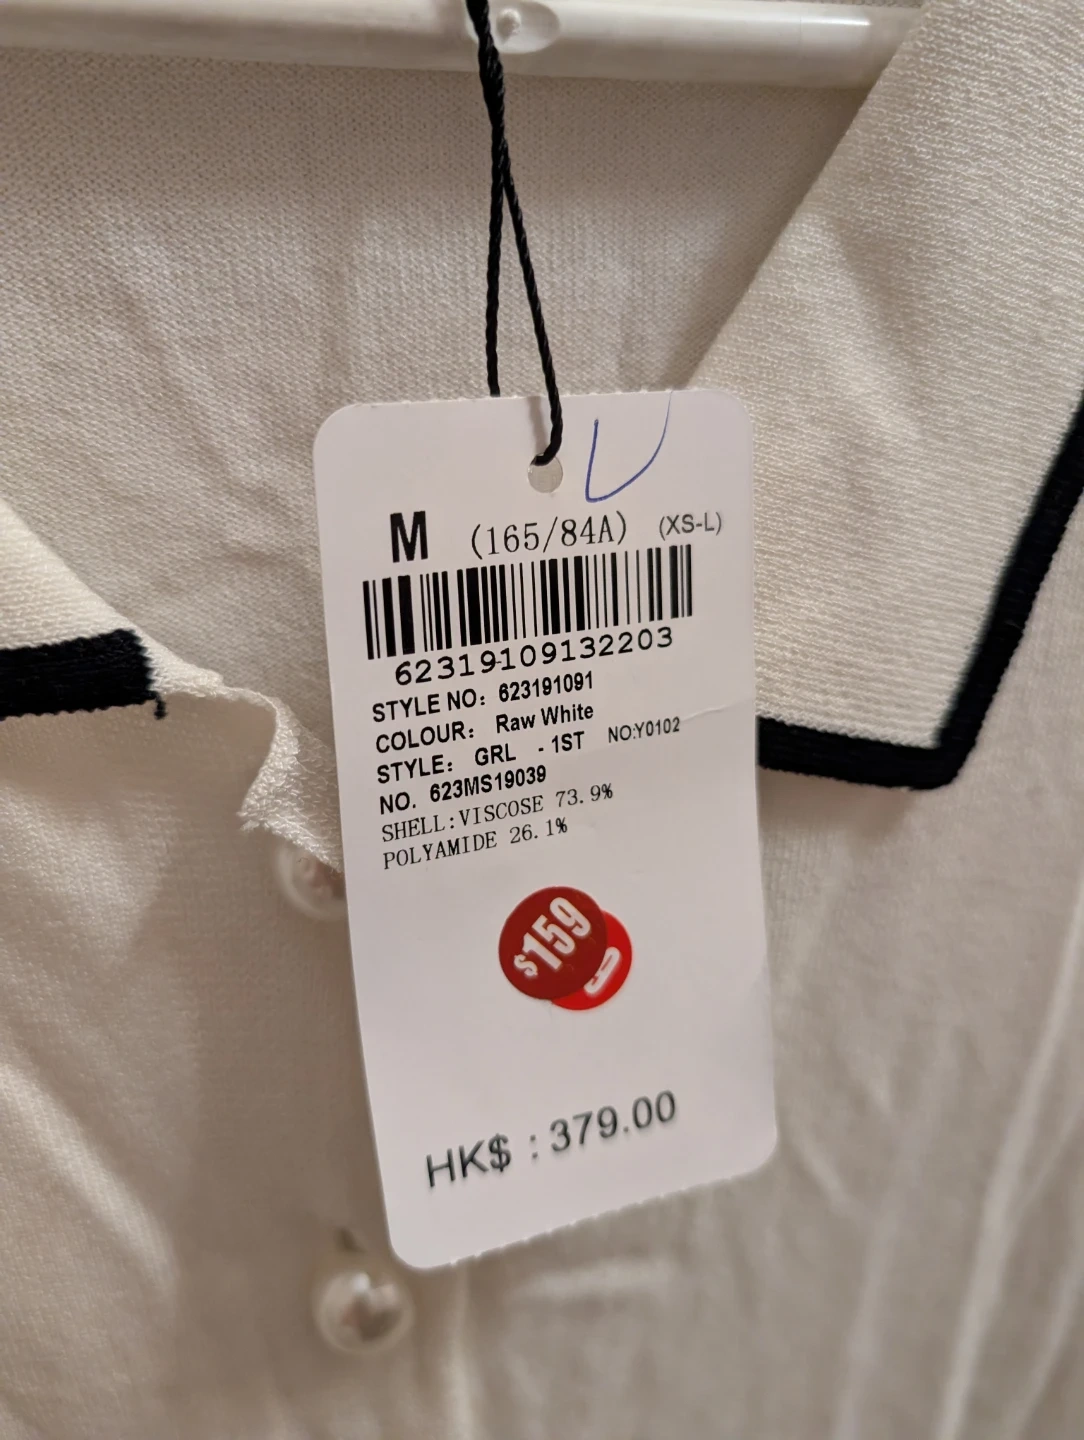 M (165/84A) (XS-L)
62319109132203
STYLE NO: 623191091
COLOUR: Raw White
STYLE: GRL - 1ST NO:Y0102
NO. 623MS19039
SHELL:VISCOSE 73.9%
POLYAMIDE 26.1%
$159
HK$ : 379.00